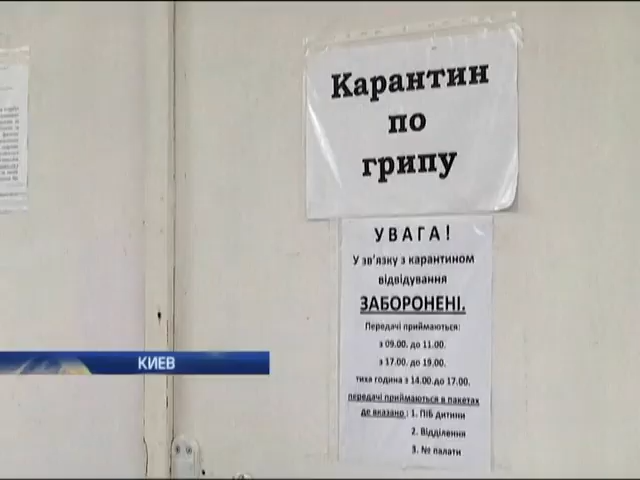 Карантин
по
грипу
УВАГА!
У зв'язку з карантином
відвідування
ЗАБОРОНЕНІ.
Передачі приймаються:
з 09.00. до 11.00.
з 17.00. до 19.00.
тиха година з 14.00.до 17.00.
передачі приймаються в пакетах
де вказано : 1. ПІБ дитини
2. Відділення
3. № палати
КИЕВ